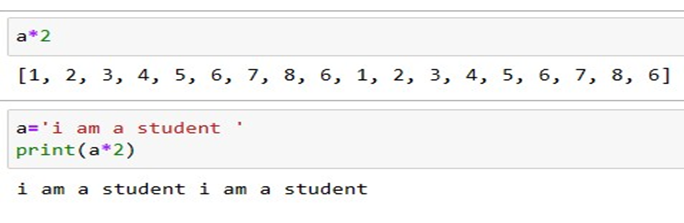 a*2
[1, 2, 3, 4, 5, 6, 7, 8, 6, 1, 2, 3, 4, 5, 6, 7, 8, 6]
a='i am a student '
print(a*2)
i am a student i am a student